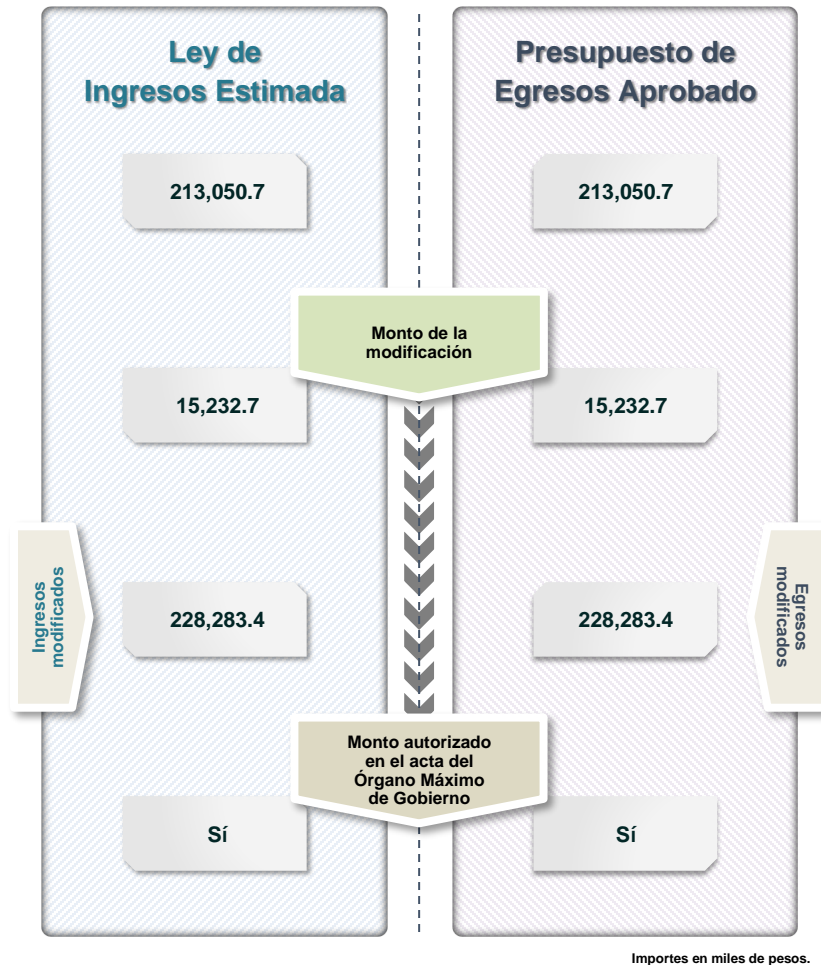 Ley de
Ingresos Estimada
Presupuesto de
Egresos Aprobado
213,050.7
213,050.7
Monto de la
modificación
15,232.7
15,232.7
Ingresos
modificados
228,283.4
228,283.4
Egresos
modificados
Monto autorizado
en el acta del
Órgano Máximo
de Gobierno
Sí
Sí
Importes en miles de pesos.